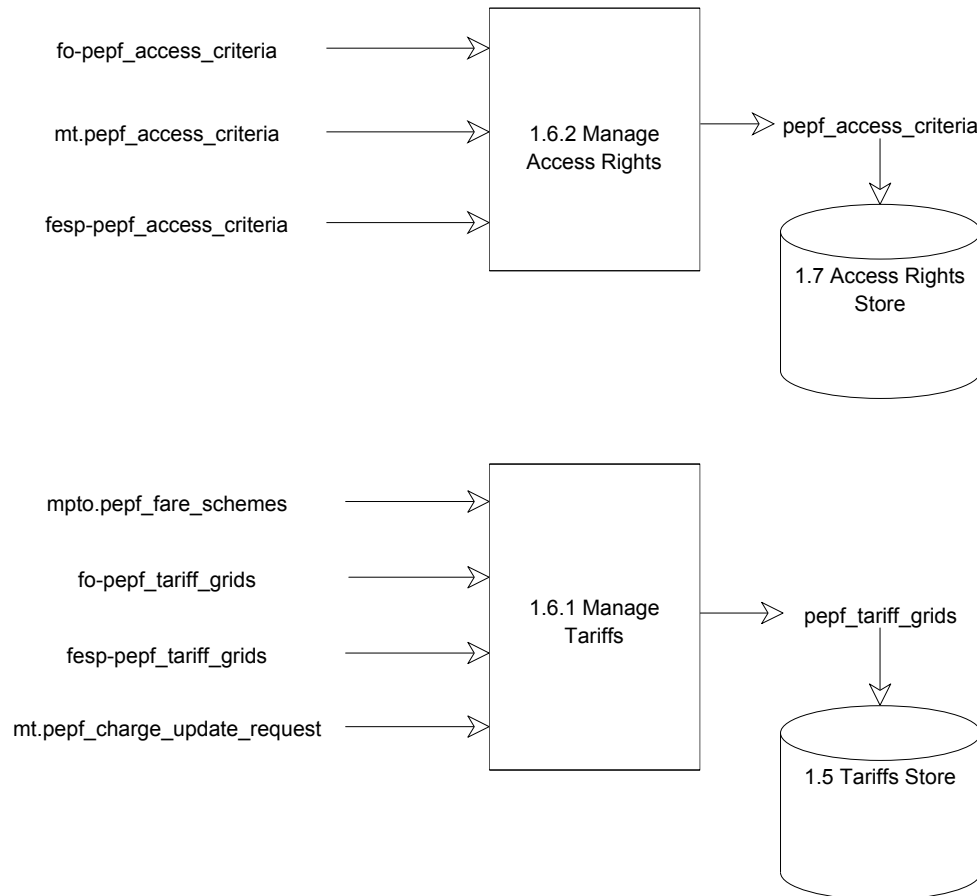 fo-pepf_access_criteria
mt.pepf_access_criteria
fesp-pepf_access_criteria
1.6.2 Manage
Access Rights
pepf_access_criteria
1.7 Access Rights
Store
mpto.pepf_fare_schemes
fo-pepf_tariff_grids
fesp-pepf_tariff_grids
mt.pepf_charge_update_request
1.6.1 Manage
Tariffs
pepf_tariff_grids
1.5 Tariffs Store